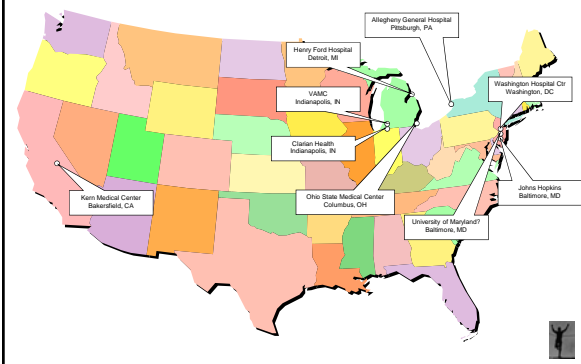 Allegheny General Hospital
Pittsburgh, PA
Henry Ford Hospital
Detroit, MI
Washington Hospital Ctr
Washington, DC
VAMC
Indianapolis, IN
Clarian Health
Indianapolis, IN
Kern Medical Center
Bakersfield, CA
Ohio State Medical Center
Columbus, OH
Johns Hopkins
Baltimore, MD
University of Maryland?
Baltimore, MD